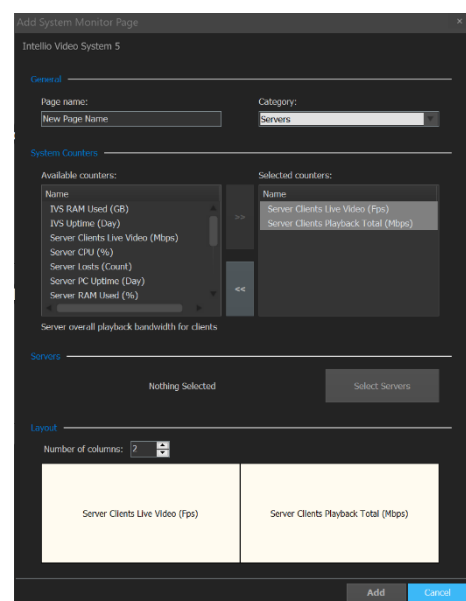 Add System Monitor Page ×
Intellio Video System 5
General
Page name: Category:
New Page Name Servers
System Counters
Available counters: Selected counters:
Name Name
IVS RAM Used (GB) Server Clients Live Video (Fps)
IVS Uptime (Day) >> Server Clients Playback Total (Mbps)
Server Clients Live Video (Mbps)
Server CPU (%)
Server Losts (Count)
Server PC Uptime (Day) <<
Server RAM Used (%)
Server overall playback bandwidth for clients
Servers
Nothing Selected Select Servers
Layout
Number of columns: 2
Server Clients Live Video (Fps) Server Clients Playback Total (Mbps)
Add Cancel